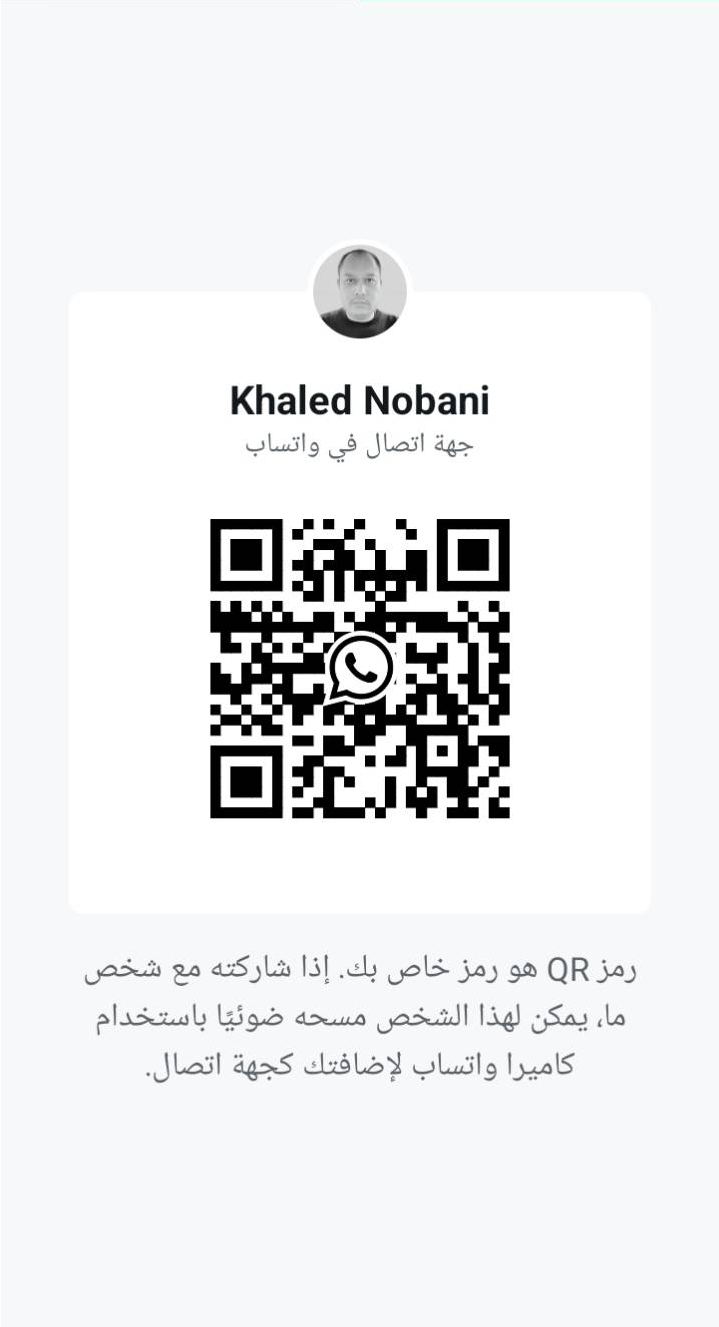 Khaled Nobani
جهة اتصال في واتساب
رمز QR هو رمز خاص بك. إذا شاركته مع شخص
ما، يمكن لهذا الشخص مسحه ضوئيًا باستخدام
كاميرا واتساب لإضافتك كجهة اتصال.